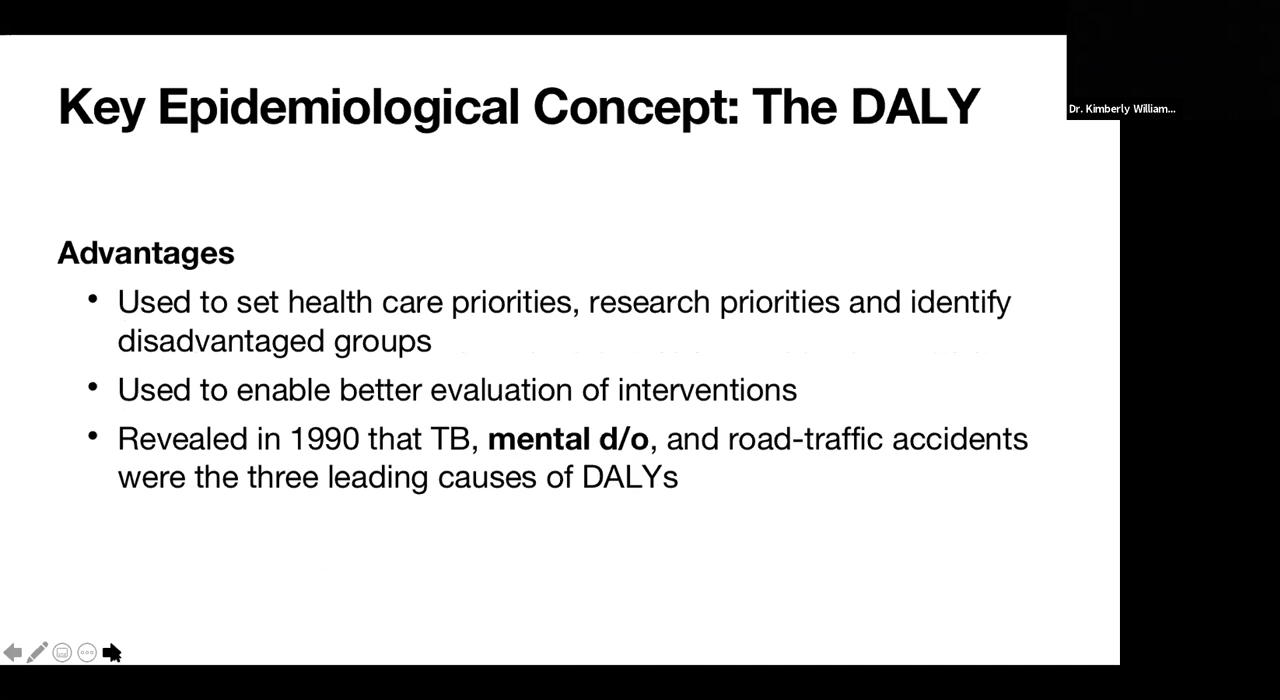 Key Epidemiological Concept: The DALY
Dr. Kimberly William...
Advantages
• Used to set health care priorities, research priorities and identify
disadvantaged groups
• Used to enable better evaluation of interventions
• Revealed in 1990 that TB, mental d/o, and road-traffic accidents
were the three leading causes of DALYs